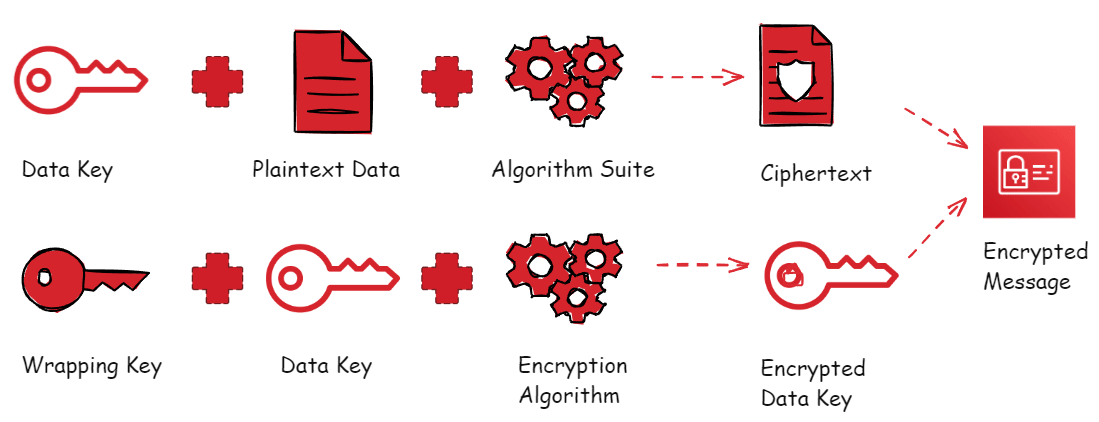 Data Key
Plaintext Data
Algorithm Suite
Ciphertext
Encrypted
Message
Wrapping Key
Data Key
Encryption
Algorithm
Encrypted
Data Key